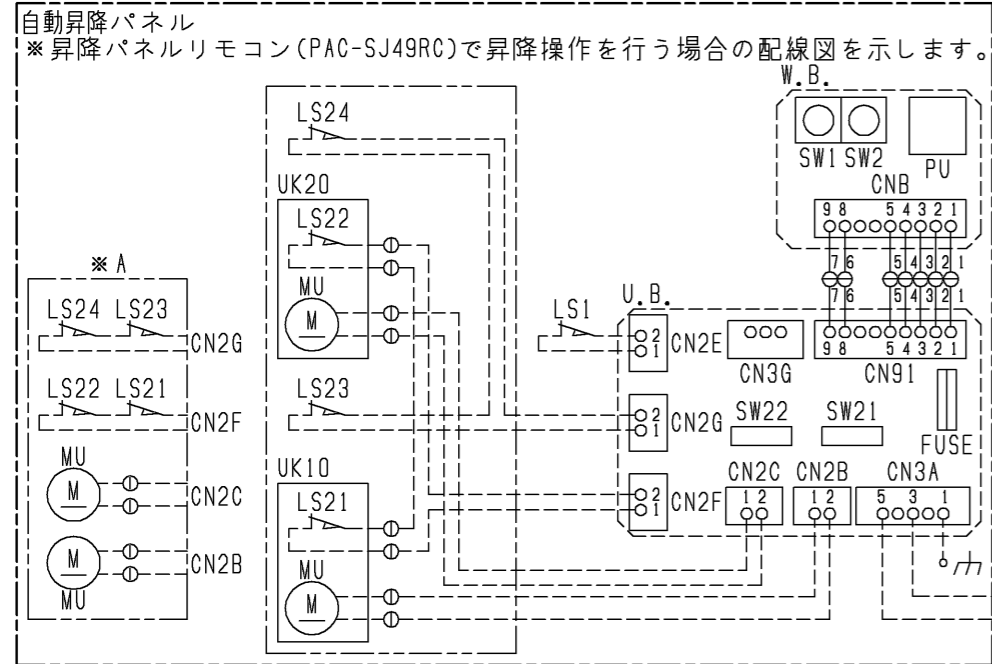 自動昇降パネル
※昇降パネルリモコン(PAC-SJ49RC)で昇降操作を行う場合の配線図を示します。
W.B.
SW1 SW2
PU
CNB
9 8 5 4 3 2 1
7 6 5 4 3 2 1
7 6 5 4 3 2 1
9 8 5 4 3 2 1
CN91
U.B.
LS1
2
1
CN2E
CN3G
FUSE
2
1
CN2G
SW22
SW21
2
1
CN2F
CN2C
1 2
CN2B
1 2
CN3A
5 3 1
LS24
UK20
LS22
MU
M
LS23
UK10
LS21
MU
M
※A
LS24 LS23
CN2G
LS22 LS21
CN2F
MU
M
CN2C
M
CN2B
MU